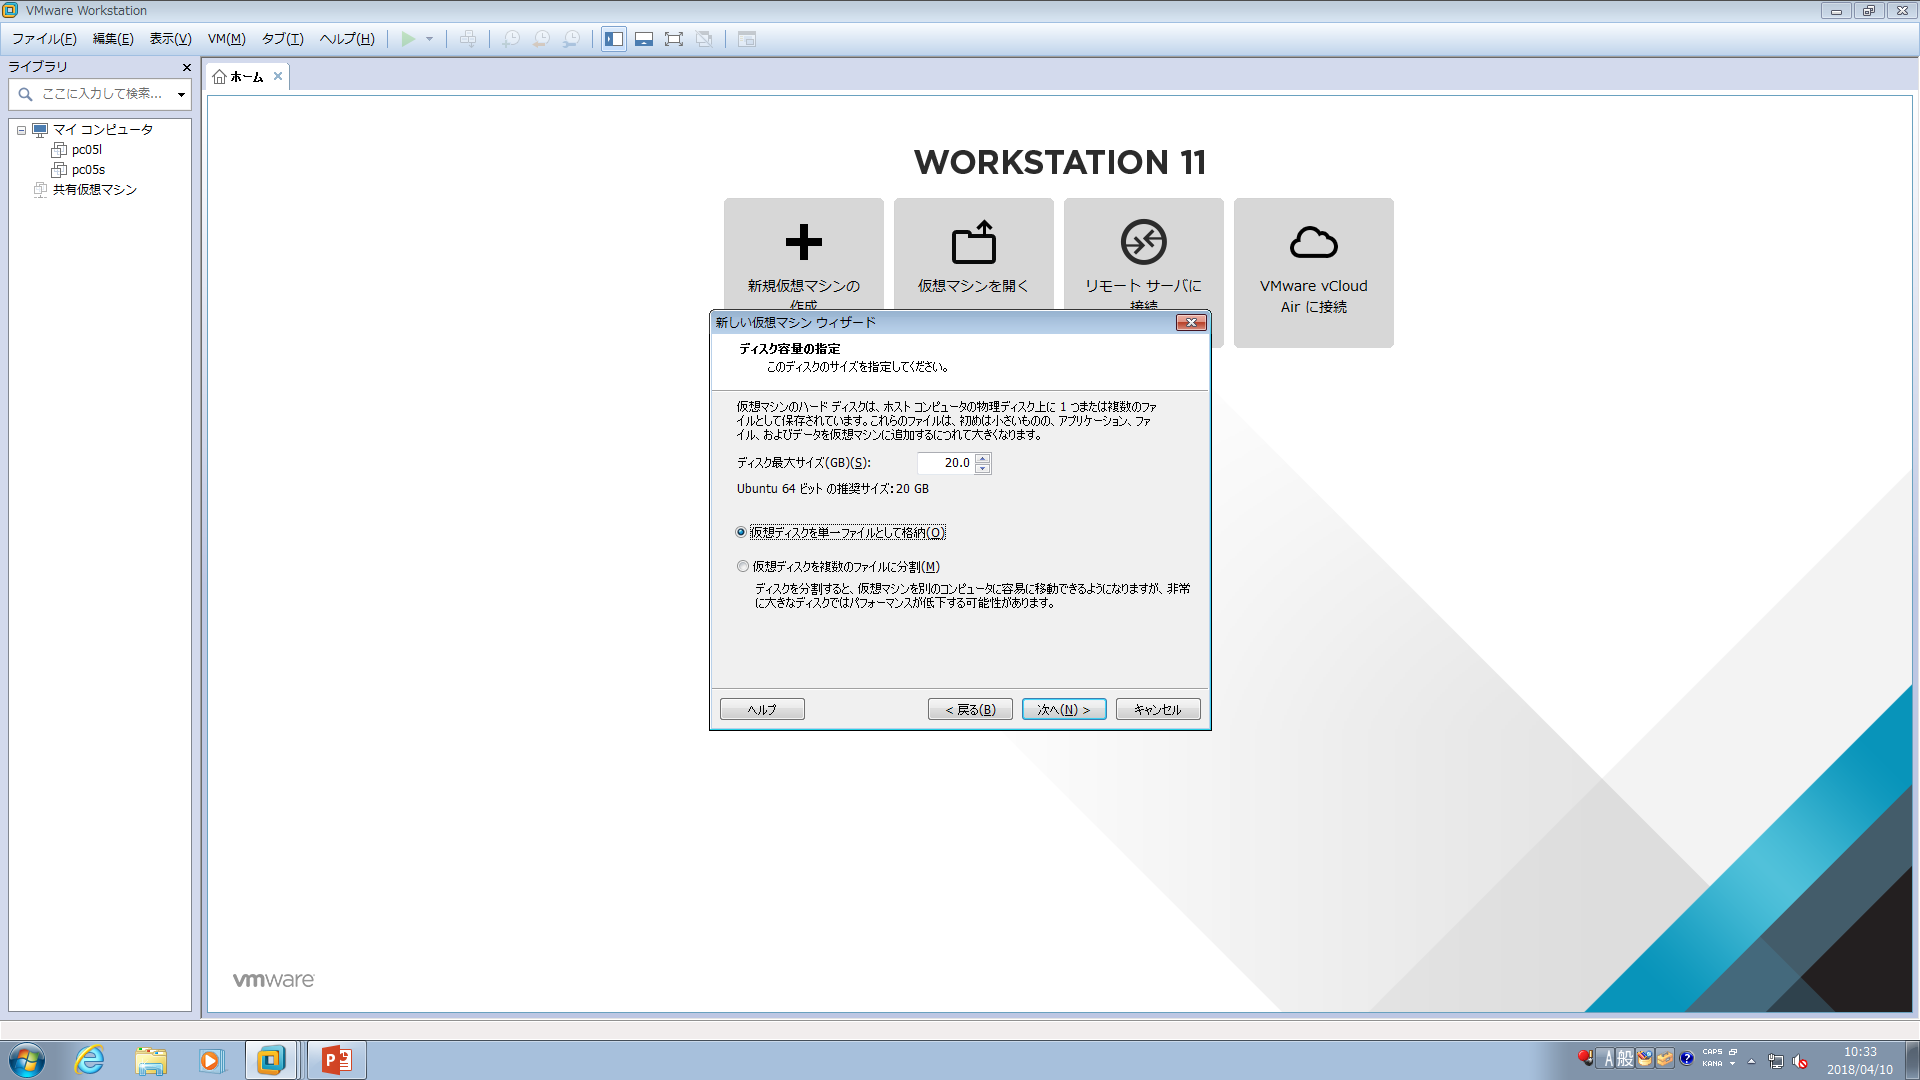 VMware Workstation
ファイル(F) 編集(E) 表示(V) VM(M) タブ(T) ヘルプ(H)
ライブラリ
ここに入力して検索...
マイ コンピュータ
pc05l
pc05s
共有仮想マシン
ホーム
WORKSTATION 11
新規仮想マシンの
作成
仮想マシンを開く
リモート サーバに
接続
VMware vCloud
Air に接続
新しい仮想マシン ウィザード
ディスク容量の指定
このディスクのサイズを指定してください。
仮想マシンのハード ディスクは、ホスト コンピュータの物理ディスク上に 1 つまたは複数のファ
イルとして保存されています。これらのファイルは、初めは小さいものの、アプリケーション、ファ
イル、およびデータを仮想マシンに追加するにつれて大きくなります。
ディスク最大サイズ(GB)(S): 20.0
Ubuntu 64 ビット の推奨サイズ: 20 GB
仮想ディスクを単一ファイルとして格納(O)
仮想ディスクを複数のファイルに分割(M)
ディスクを分割すると、仮想マシンを別のコンピュータに容易に移動できるようになりますが、非常
に大きなディスクではパフォーマンスが低下する可能性があります。
ヘルプ < 戻る(B) 次へ(N) > キャンセル
vmware
A 般 CAPS
KANA
10:33
2018/04/10